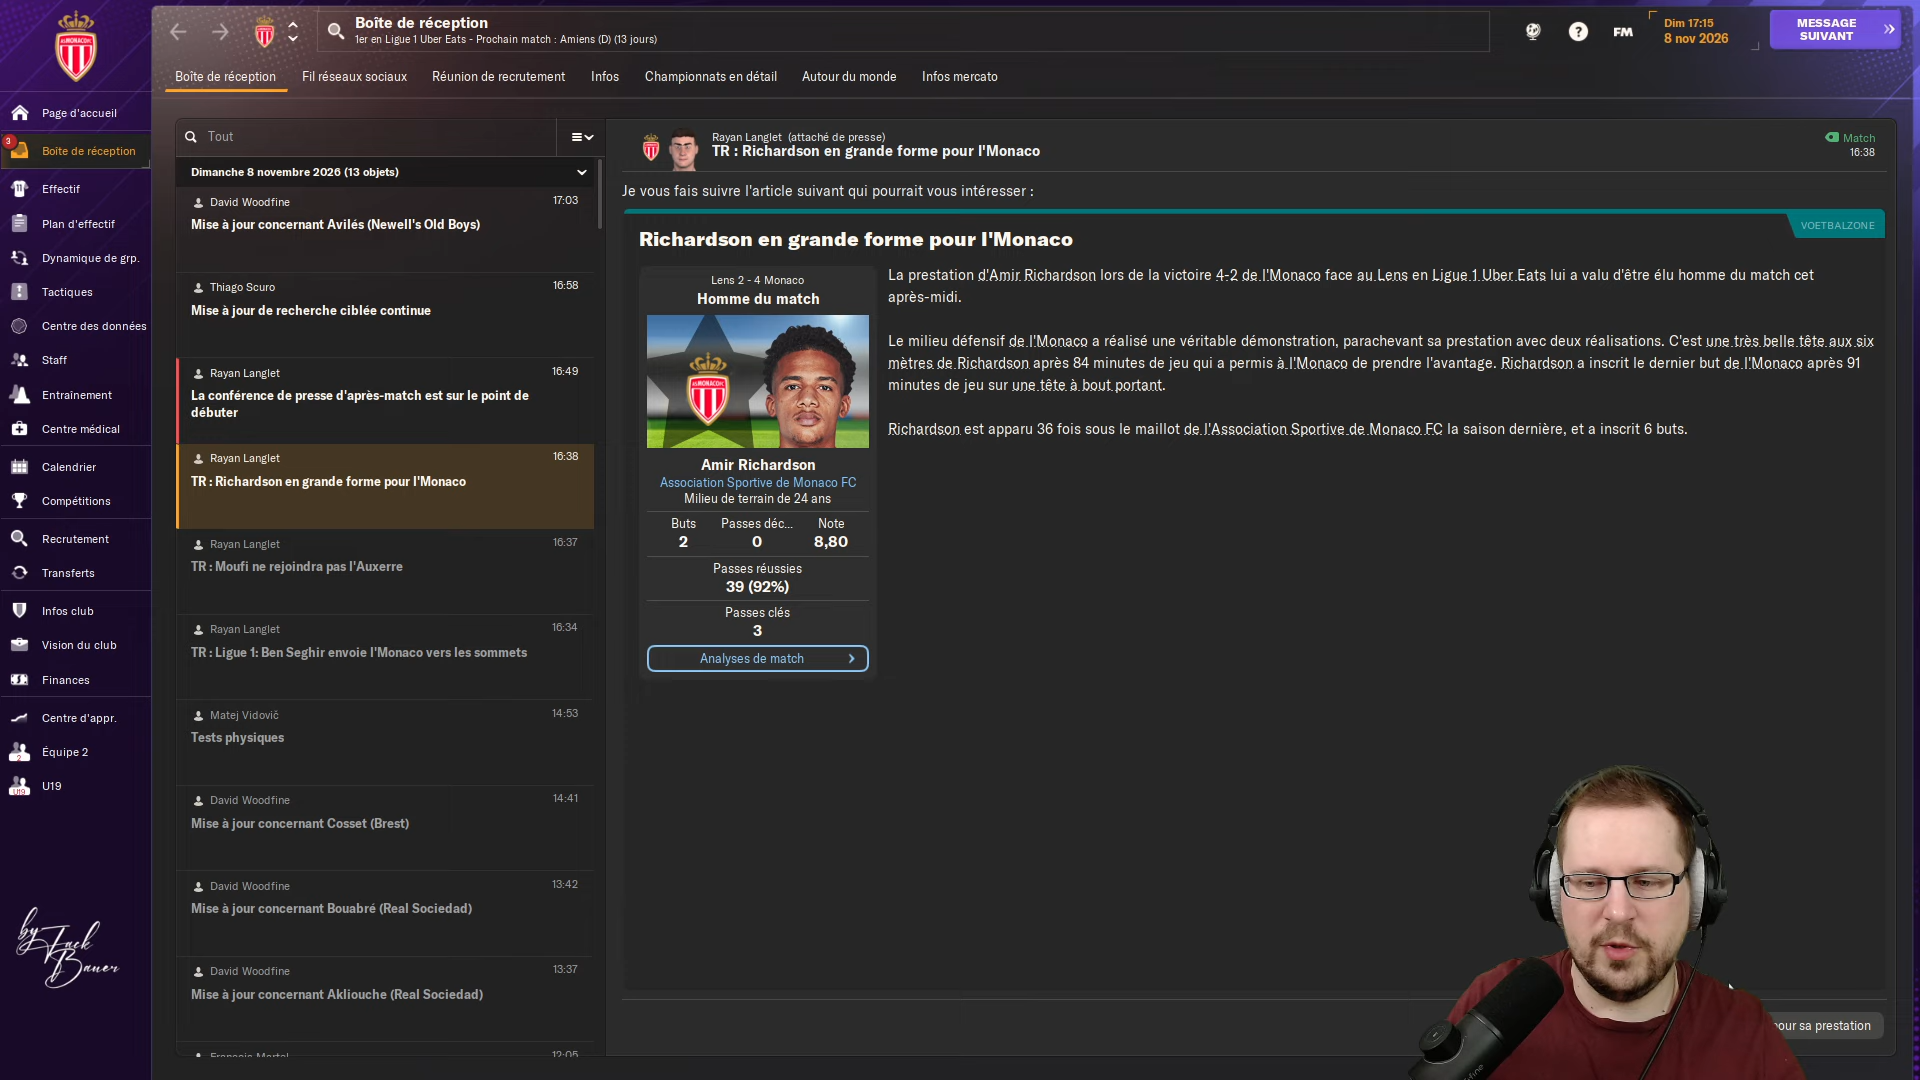 Boîte de réception
1er en Ligue 1 Uber Eats - Prochain match : Amiens (D) (13 jours)
FM
Dim 17:15
8 nov 2026
MESSAGE
SUIVANT
Boîte de réception
Fil réseaux sociaux
Réunion de recrutement
Infos
Championnats en détail
Autour du monde
Infos mercato
Page d'accueil
3
Boîte de réception
Effectif
Plan d'effectif
Dynamique de grp.
Tactiques
Centre des données
Staff
Entraînement
Centre médical
Calendrier
Compétitions
Recrutement
Transferts
Infos club
Vision du club
Finances
Centre d'appr.
Équipe 2
U19
by Jack
Bauer
Tout
Dimanche 8 novembre 2026 (13 objets)
David Woodfine 17:03
Mise à jour concernant Avilés (Newell's Old Boys)
Thiago Scuro 16:58
Mise à jour de recherche ciblée continue
Rayan Langlet 16:49
La conférence de presse d'après-match est sur le point de
débuter
Rayan Langlet 16:38
TR : Richardson en grande forme pour l'Monaco
Rayan Langlet 16:37
TR : Moufi ne rejoindra pas l'Auxerre
Rayan Langlet 16:34
TR : Ligue 1: Ben Seghir envoie l'Monaco vers les sommets
Matej Vidovič 14:53
Tests physiques
David Woodfine 14:41
Mise à jour concernant Cosset (Brest)
David Woodfine 13:42
Mise à jour concernant Bouabré (Real Sociedad)
David Woodfine 13:37
Mise à jour concernant Akliouche (Real Sociedad)
12:05
Rayan Langlet (attaché de presse)
TR : Richardson en grande forme pour l'Monaco
Match
16:38
Je vous fais suivre l'article suivant qui pourrait vous intéresser :
VOETBALZONE
Richardson en grande forme pour l'Monaco
Lens 2 - 4 Monaco
Homme du match
Amir Richardson
Association Sportive de Monaco FC
Milieu de terrain de 24 ans
Buts Passes déc... Note
2 0 8,80
Passes réussies
39 (92%)
Passes clés
3
Analyses de match
La prestation d'Amir Richardson lors de la victoire 4-2 de l'Monaco face au Lens en Ligue 1 Uber Eats lui a valu d'être élu homme du match cet
après-midi.
Le milieu défensif de l'Monaco a réalisé une véritable démonstration, parachevant sa prestation avec deux réalisations. C'est une très belle tête aux six
mètres de Richardson après 84 minutes de jeu qui a permis à l'Monaco de prendre l'avantage. Richardson a inscrit le dernier but de l'Monaco après 91
minutes de jeu sur une tête à bout portant.
Richardson est apparu 36 fois sous le maillot de l'Association Sportive de Monaco FC la saison dernière, et a inscrit 6 buts.
pour sa prestation